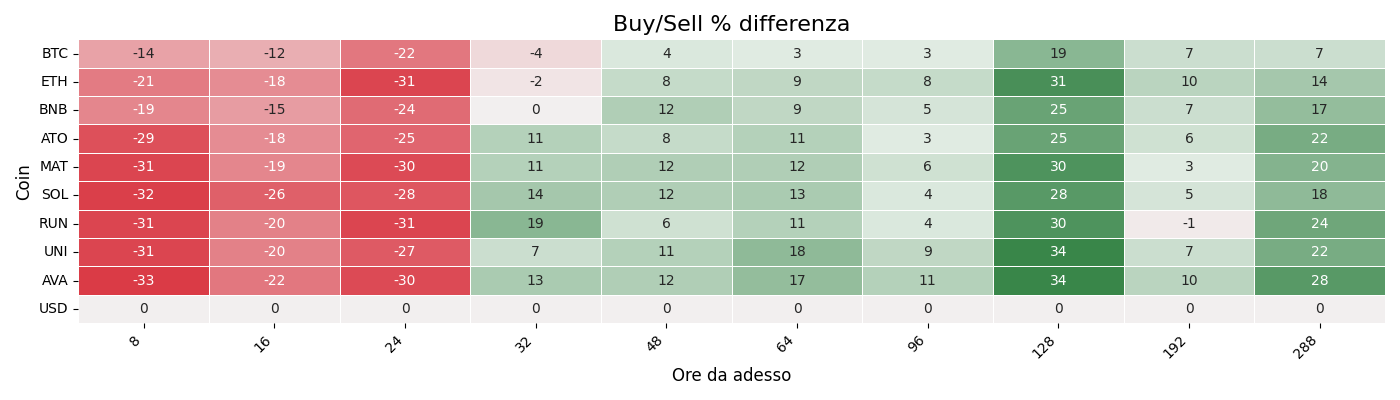 Buy/Sell % differenza
Coin
BTC -14 -12 -22 -4 4 3 3 19 7 7
ETH -21 -18 -31 -2 8 9 8 31 10 14
BNB -19 -15 -24 0 12 9 5 25 7 17
ATO -29 -18 -25 11 8 11 3 25 6 22
MAT -31 -19 -30 11 12 12 6 30 3 20
SOL -32 -26 -28 14 12 13 4 28 5 18
RUN -31 -20 -31 19 6 11 4 30 -1 24
UNI -31 -20 -27 7 11 18 9 34 7 22
AVA -33 -22 -30 13 12 17 11 34 10 28
USD 0 0 0 0 0 0 0 0 0 0
8 16 24 32 48 64 96 128 192 288
Ore da adesso